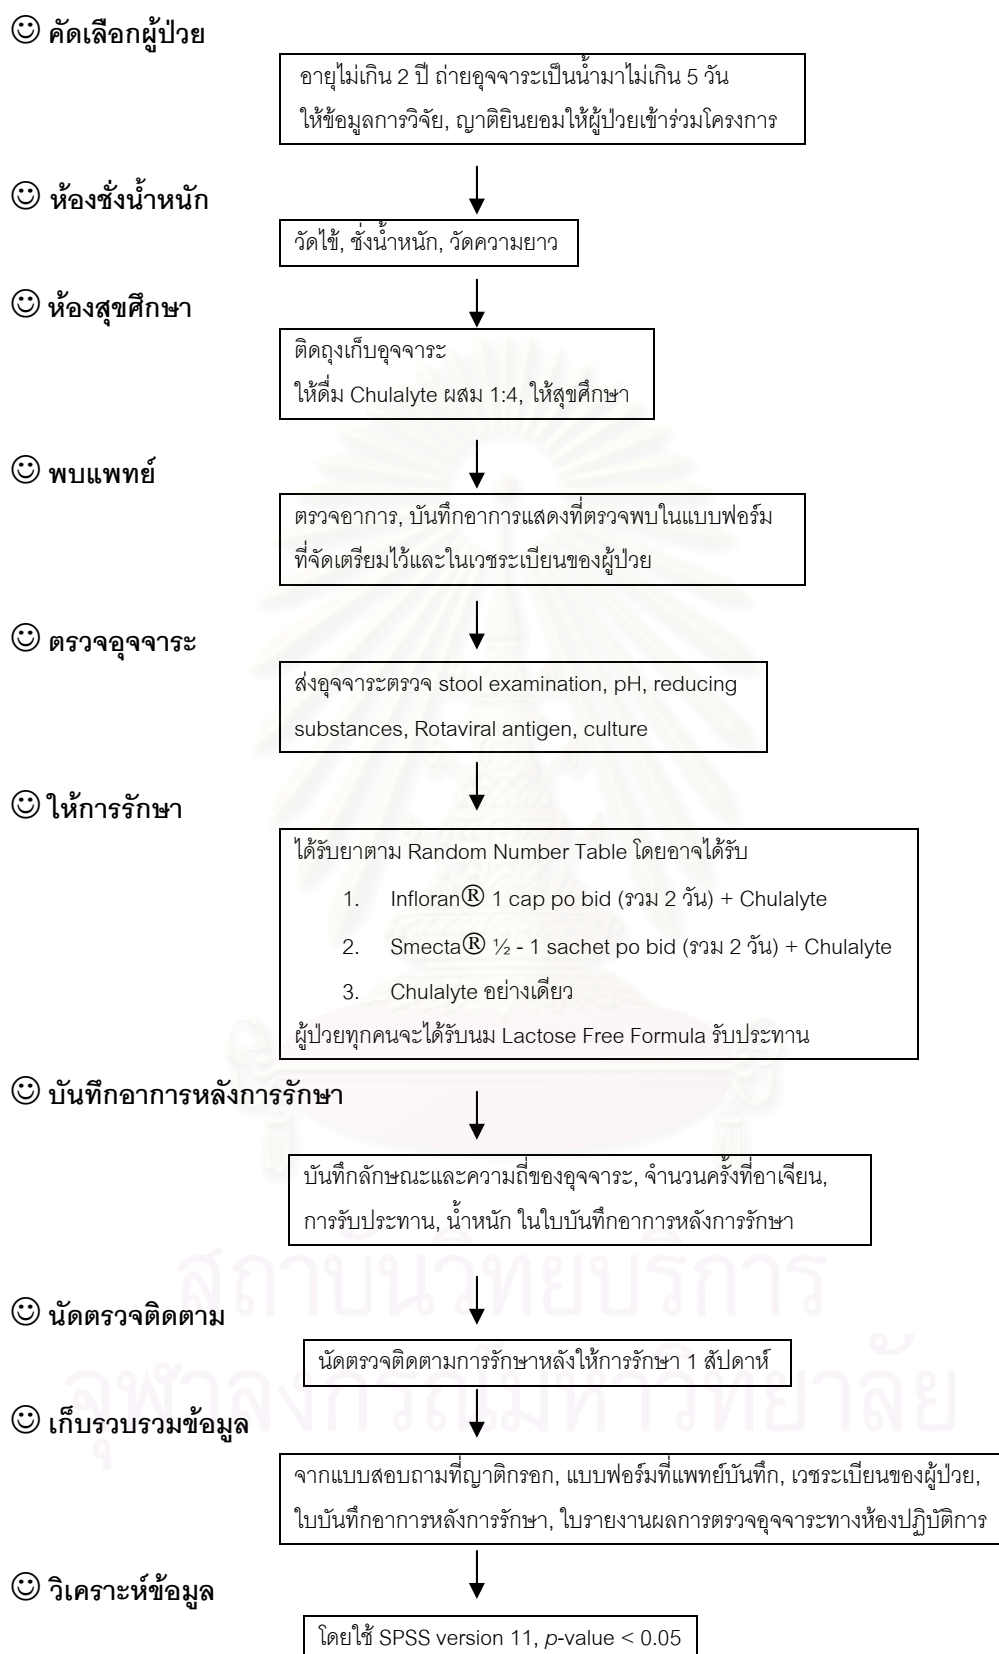 ☺ คัดเลือกผู้ป่วย
อายุไม่เกิน 2 ปี ถ่ายอุจจาระเป็นน้ำมาไม่เกิน 5 วัน
ให้ข้อมูลการวิจัย, ญาติยินยอมให้ผู้ป่วยเข้าร่วมโครงการ
☺ ห้องชั่งน้ำหนัก
วัดไข้, ชั่งน้ำหนัก, วัดความยาว
☺ ห้องสุขศึกษา
ติดถุงเก็บอุจจาระ
ให้ดื่ม Chulalyte ผสม 1:4, ให้สุขศึกษา
☺ พบแพทย์
ตรวจอาการ, บันทึกอาการแสดงที่ตรวจพบในแบบฟอร์ม
ที่จัดเตรียมไว้และในเวชระเบียนของผู้ป่วย
☺ ตรวจอุจจาระ
ส่งอุจจาระตรวจ stool examination, pH, reducing
substances, Rotaviral antigen, culture
☺ ให้การรักษา
ได้รับยาตาม Random Number Table โดยอาจได้รับ
1. Infloran® 1 cap po bid (รวม 2 วัน) + Chulalyte
2. Smecta® ½ - 1 sachet po bid (รวม 2 วัน) + Chulalyte
3. Chulalyte อย่างเดียว
ผู้ป่วยทุกคนจะได้รับนม Lactose Free Formula รับประทาน
☺ บันทึกอาการหลังการรักษา
บันทึกลักษณะและความถี่ของอุจจาระ, จำนวนครั้งที่อาเจียน,
การรับประทาน, น้ำหนัก ในใบบันทึกอาการหลังการรักษา
สถาบันวิทยบริการ
☺ นัดตรวจติดตาม
นัดตรวจติดตามการรักษาหลังให้การรักษา 1 สัปดาห์
จุฬาลงกรณ์มหาวิทยาลัย
☺ เก็บรวบรวมข้อมูล
จากแบบสอบถามที่ญาติกรอก, แบบฟอร์มที่แพทย์บันทึก, เวชระเบียนของผู้ป่วย,
ใบบันทึกอาการหลังการรักษา, ใบรายงานผลการตรวจอุจจาระทางห้องปฏิบัติการ
☺ วิเคราะห์ข้อมูล
โดยใช้ SPSS version 11, p-value < 0.05